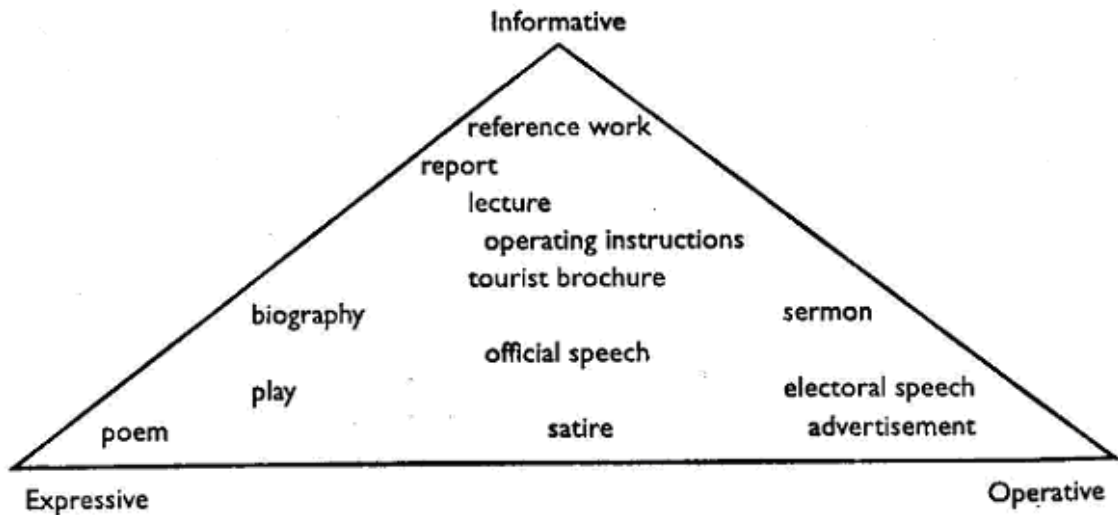 Informative
reference work
report
lecture
operating instructions
tourist brochure
biography
sermon
official speech
play
electoral speech
poem
satire
advertisement
Expressive
Operative